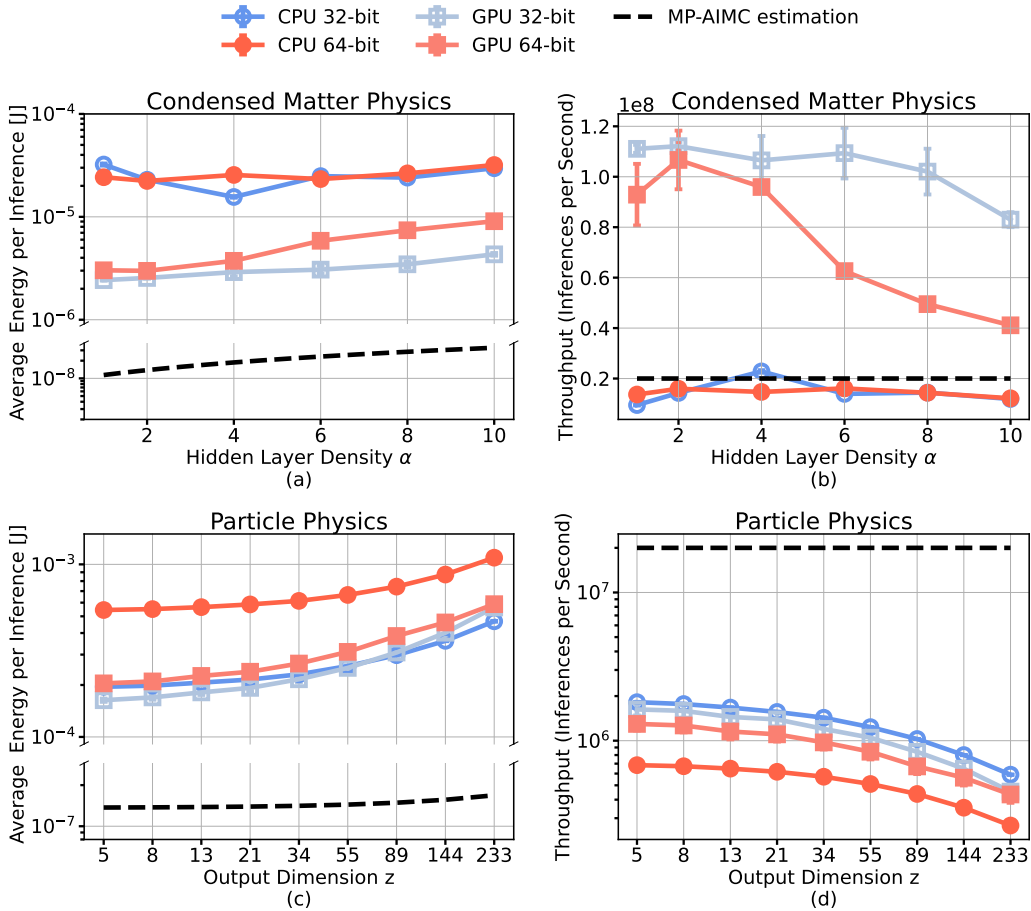 CPU 32-bit
CPU 64-bit
GPU 32-bit
GPU 64-bit
MP-AIMC estimation
Condensed Matter Physics
Average Energy per Inference [J]
10⁻⁴
10⁻⁵
10⁻⁶
10⁻⁸
2 4 6 8 10
Hidden Layer Density α
(a)
Condensed Matter Physics
1e8
Throughput (Inferences per Second)
1.2
1.0
0.8
0.6
0.4
0.2
2 4 6 8 10
Hidden Layer Density α
(b)
Particle Physics
Average Energy per Inference [J]
10⁻³
10⁻⁴
10⁻⁷
5 8 13 21 34 55 89 144 233
Output Dimension z
(c)
Particle Physics
Throughput (Inferences per Second)
10⁷
10⁶
5 8 13 21 34 55 89 144 233
Output Dimension z
(d)